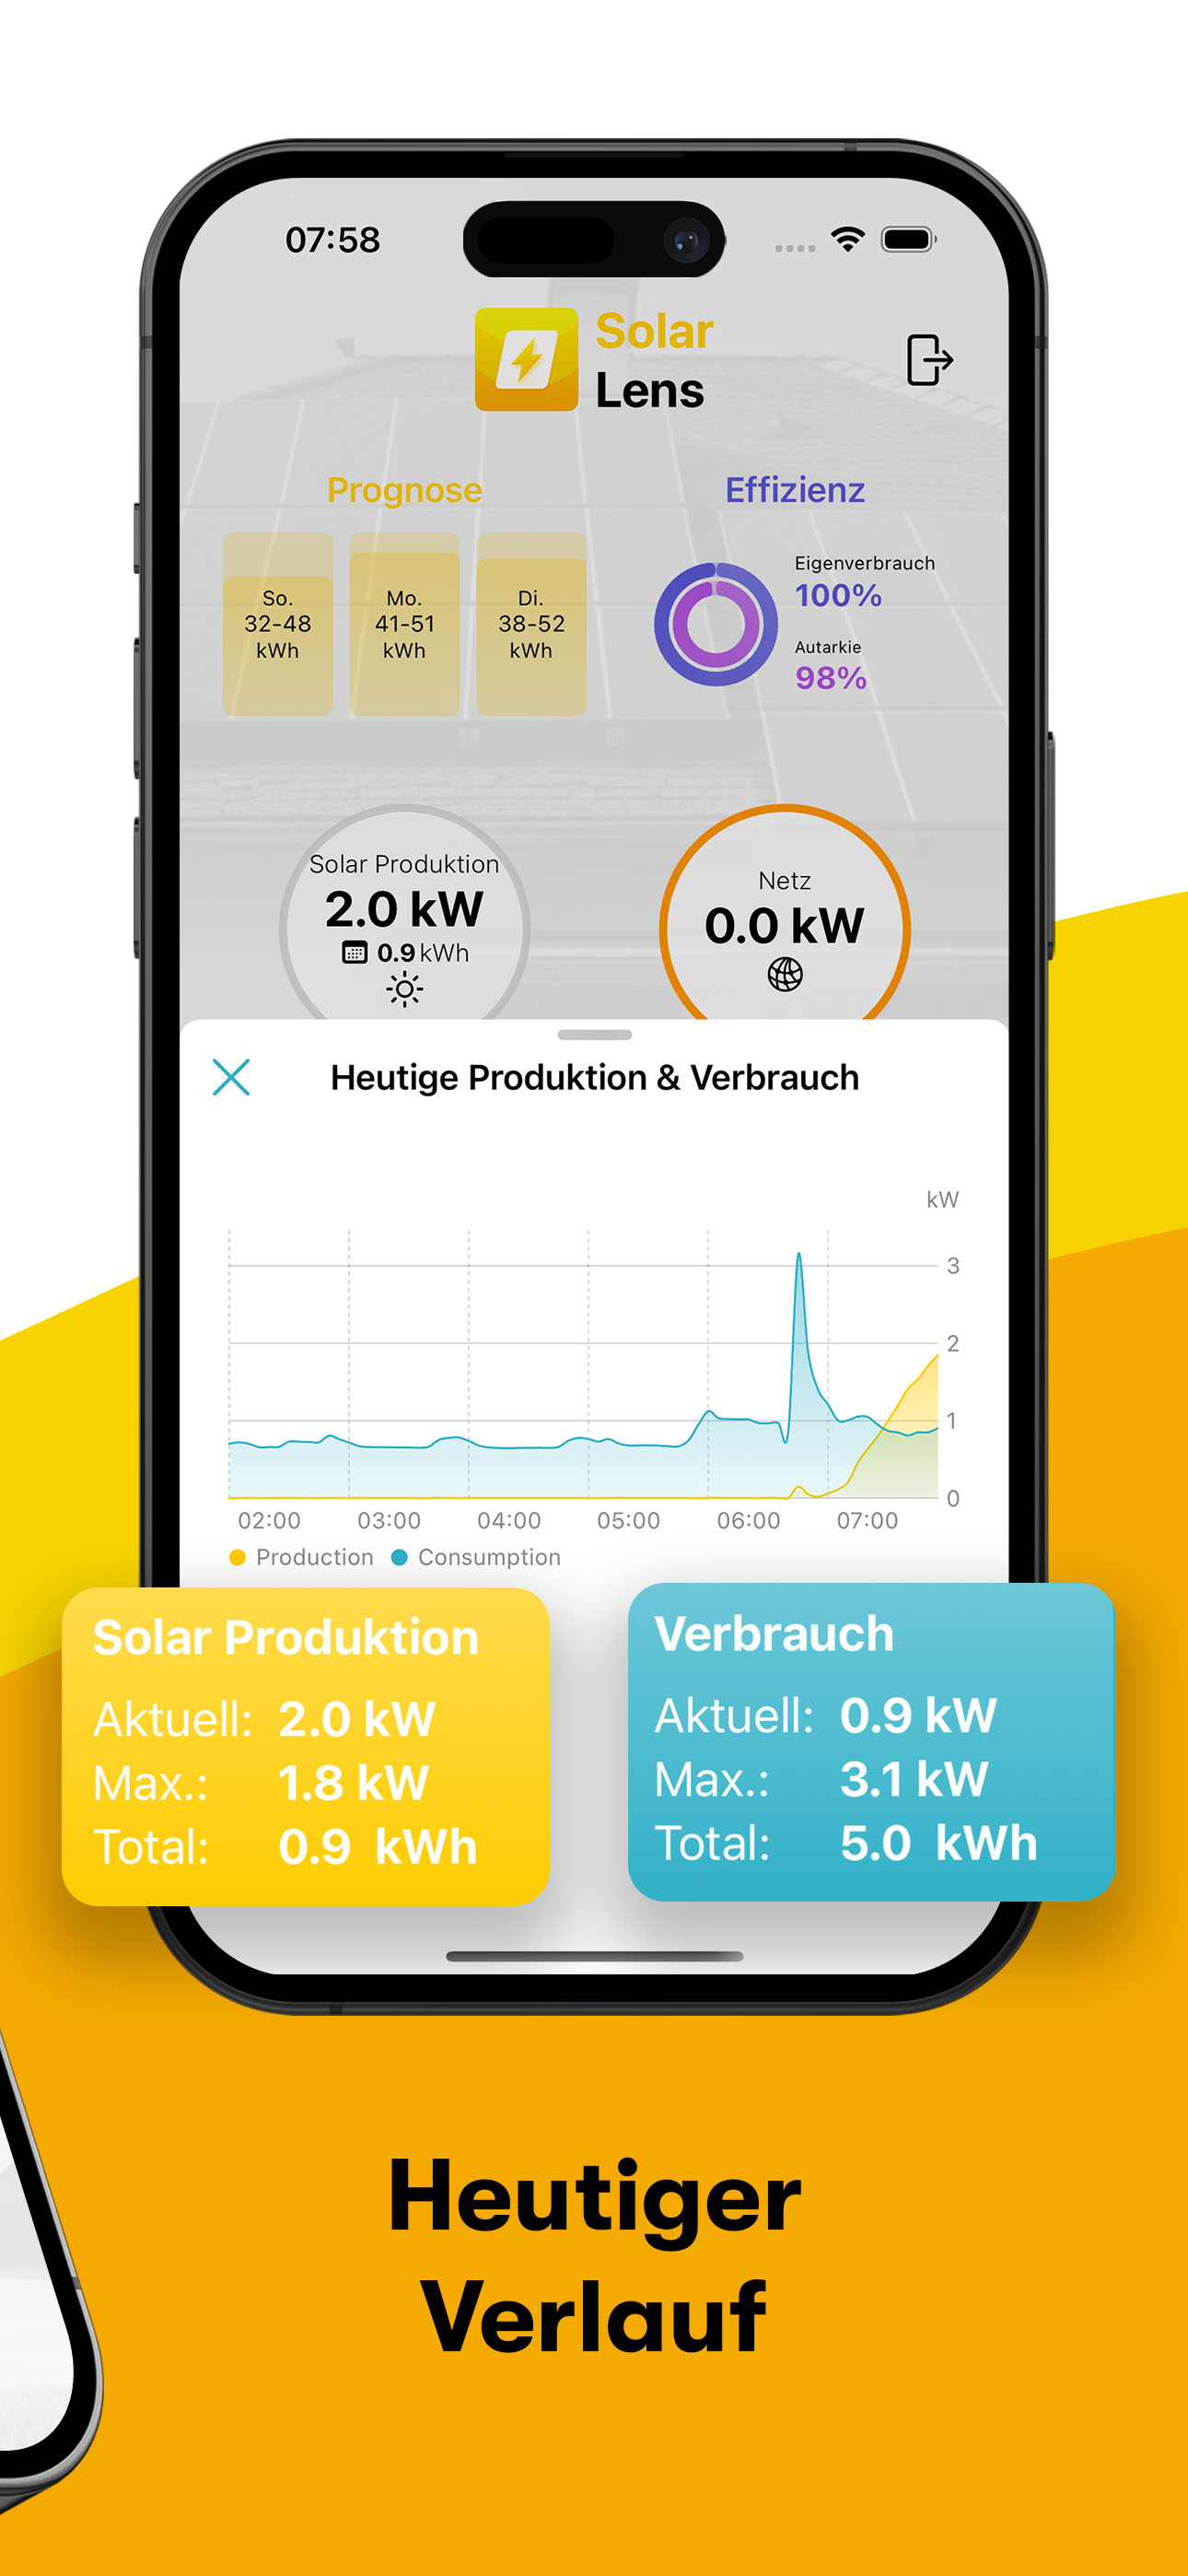 07:58
Solar
Lens
Prognose
Effizienz
So.
32-48
kWh
Mo.
41-51
kWh
Di.
38-52
kWh
Eigenverbrauch
100%
Autarkie
98%
Solar Produktion
2.0 kW
0.9 kWh
Netz
0.0 kW
Heutige Produktion & Verbrauch
kW
3
2
1
0
02:00 03:00 04:00 05:00 06:00 07:00
Production Consumption
Solar Produktion
Aktuell: 2.0 kW
Max.: 1.8 kW
Total: 0.9 kWh
Verbrauch
Aktuell: 0.9 kW
Max.: 3.1 kW
Total: 5.0 kWh
Heutiger
Verlauf